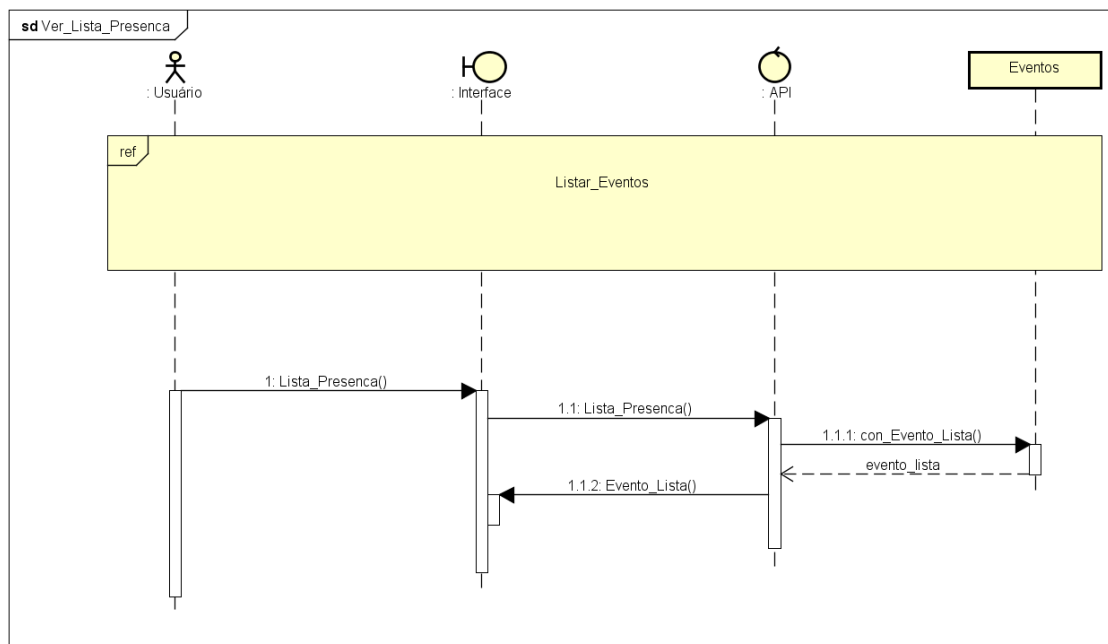 sd Ver_Lista_Presenca
: Usuário
: Interface
: API
Eventos
ref
Listar_Eventos
1: Lista_Presenca()
1.1: Lista_Presenca()
1.1.1: con_Evento_Lista()
evento_lista
1.1.2: Evento_Lista()